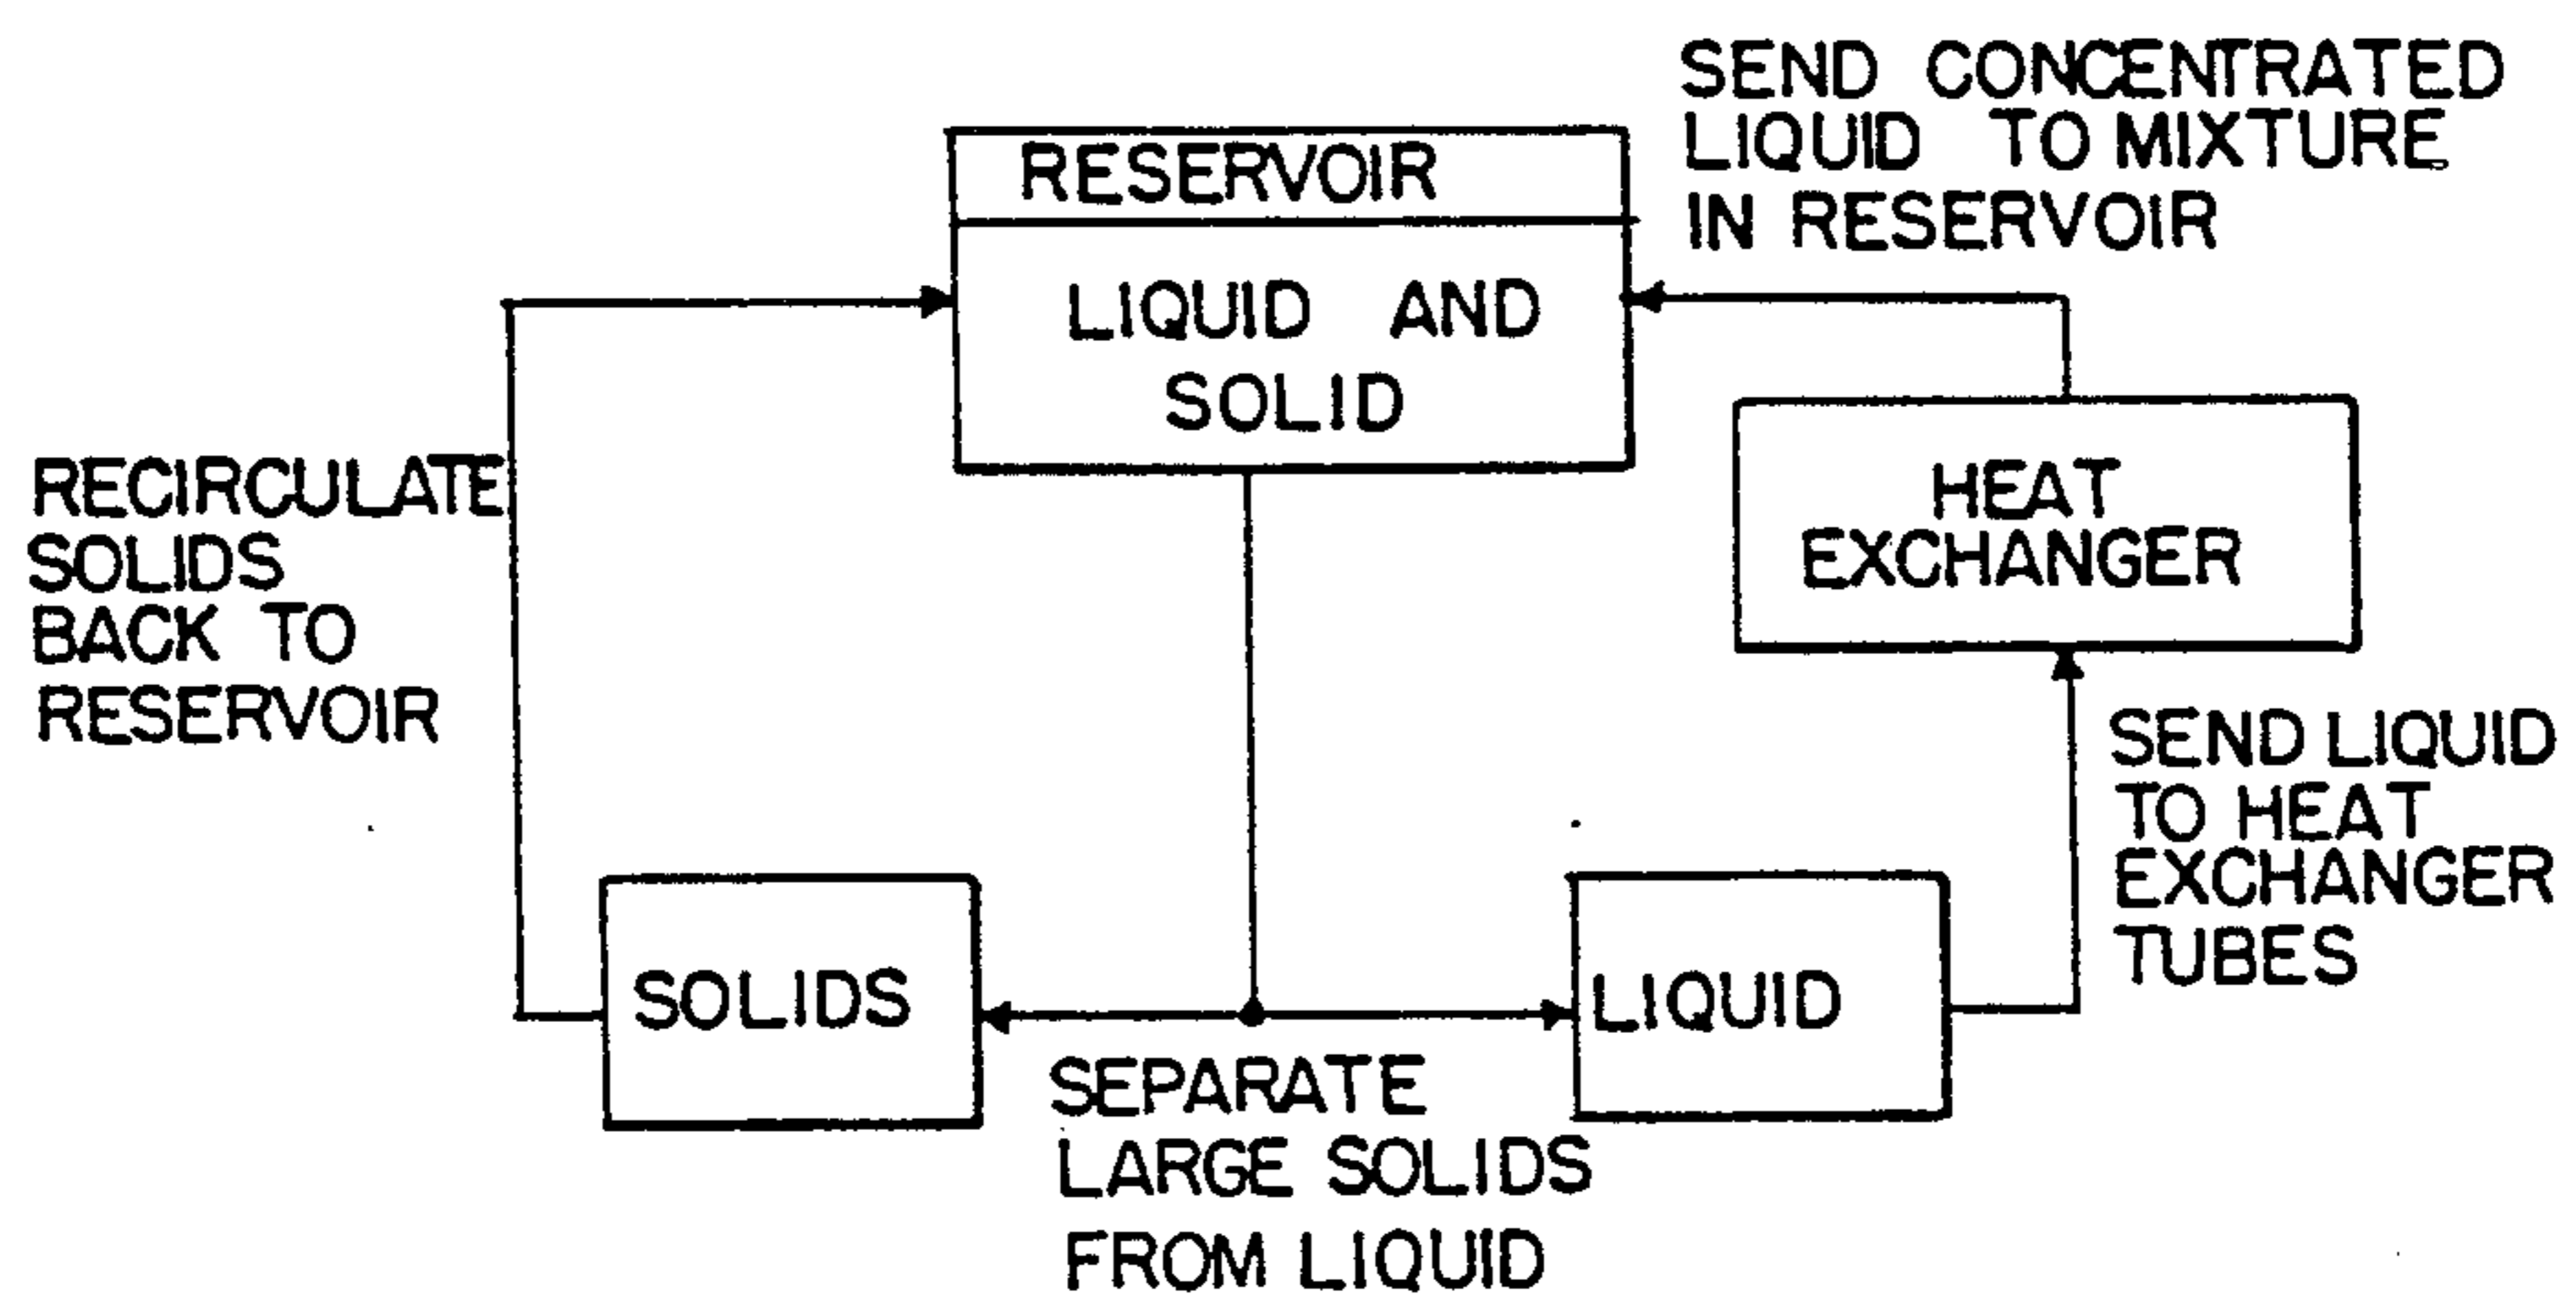 SEND CONCENTRATED
LIQUID TO MIXTURE
IN RESERVOIR
RESERVOIR
LIQUID AND
SOLID
HEAT
EXCHANGER
RECIRCULATE
SOLIDS
BACK TO
RESERVOIR
SEND LIQUID
TO HEAT
EXCHANGER
TUBES
SOLIDS
LIQUID
SEPARATE
LARGE SOLIDS
FROM LIQUID